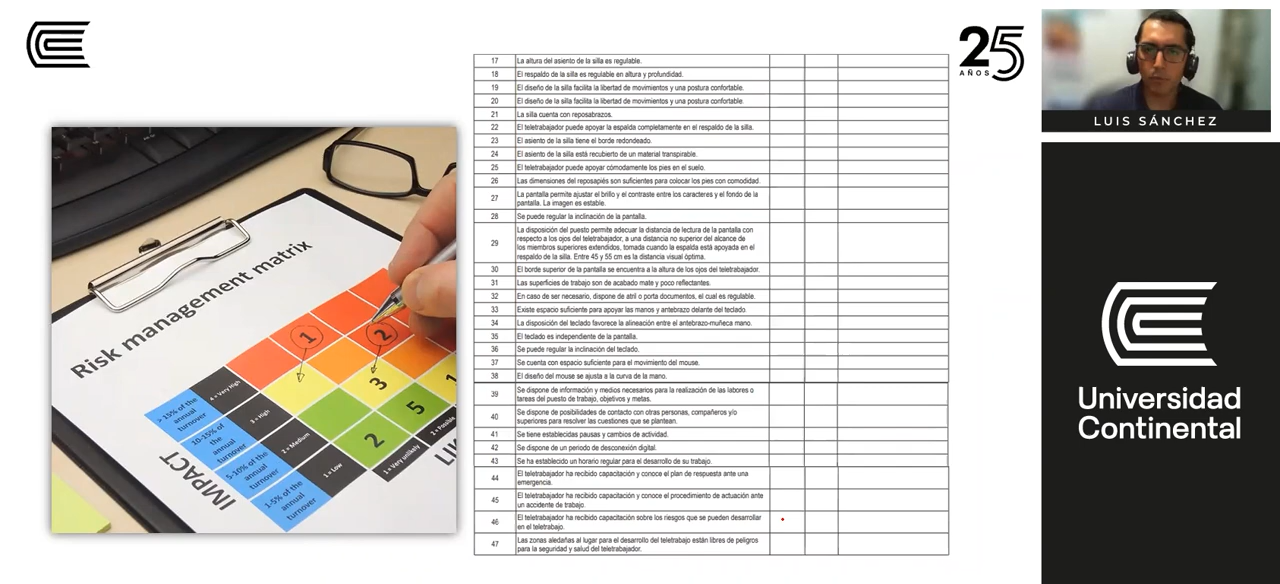 25
AÑOS
LUIS SÁNCHEZ
Risk management matrix
1
2
3
1
5
2
4 = Very High
3 = High
2 = Medium
1 = Low
1 = Very unlikely
> 15% of the
annual
turnover
10-15% of
the
annual
turnover
5-10% of the
annual
turnover
1-5% of the
annual
turnover
IMPACT
17 La altura del asiento de la silla es regulable.
18 El respaldo de la silla es regulable en altura y profundidad.
19 El diseño de la silla facilita la libertad de movimientos y una postura confortable.
20 El diseño de la silla facilita la libertad de movimientos y una postura confortable.
21 La silla cuenta con reposabrazos.
22 El teletrabajador puede apoyar la espalda completamente en el respaldo de la silla.
23 El asiento de la silla tiene el borde redondeado.
24 El asiento de la silla está recubierto de un material transpirable.
25 El teletrabajador puede apoyar cómodamente los pies en el suelo.
26 Las dimensiones del reposapiés son suficientes para colocar los pies con comodidad
27 La pantalla permite ajustar el brillo y el contraste entre los caracteres y el fondo de la
pantalla. La imagen es estable.
28 Se puede regular la inclinación de la pantalla.
29 La disposición del puesto permite adecuar la distancia de lectura de la pantalla con
respecto a los ojos del teletrabajador, a una distancia no superior del alcance de
los miembros superiores extendidos, tomada cuando la espalda está apoyada en el
respaldo de la silla. Entre 45 y 55 cm es la distancia visual óptima.
30 El borde superior de la pantalla se encuentra a la altura de los ojos del teletrabajador.
31 Las superficies de trabajo son de acabado mate y poco reflectantes.
32 En caso de ser necesario, dispone de atril o porta documentos, el cual es regulable.
33 Existe espacio suficiente para apoyar las manos y antebrazo delante del teclado.
34 La disposición del teclado favorece la alineación entre el antebrazo-muñeca mano.
35 El teclado es independiente de la pantalla.
36 Se puede regular la inclinación del teclado.
37 Se cuenta con espacio suficiente para el movimiento del mouse.
38 El diseño del mouse se ajusta a la curva de la mano.
39 Se dispone de información y medios necesarios para la realización de las labores o
tareas del puesto de trabajo, objetivos y metas.
40 Se dispone de posibilidades de contacto con otras personas, compañeros y/o
superiores para resolver las cuestiones que se plantean.
41 Se tiene establecidas pausas y cambios de actividad.
42 Se dispone de un periodo de desconexión digital.
43 Se ha establecido un horario regular para el desarrollo de su trabajo.
44 El teletrabajador ha recibido capacitación y conoce el plan de respuesta ante una
emergencia.
45 El teletrabajador ha recibido capacitación y conoce el procedimiento de actuación ante
un accidente de trabajo.
46 El teletrabajador ha recibido capacitación sobre los riesgos que se pueden desarrollar
en el teletrabajo.
47 Las zonas aledañas al lugar para el desarrollo del teletrabajo están libres de peligros
para la seguridad y salud del teletrabajador.
Universidad
Continental